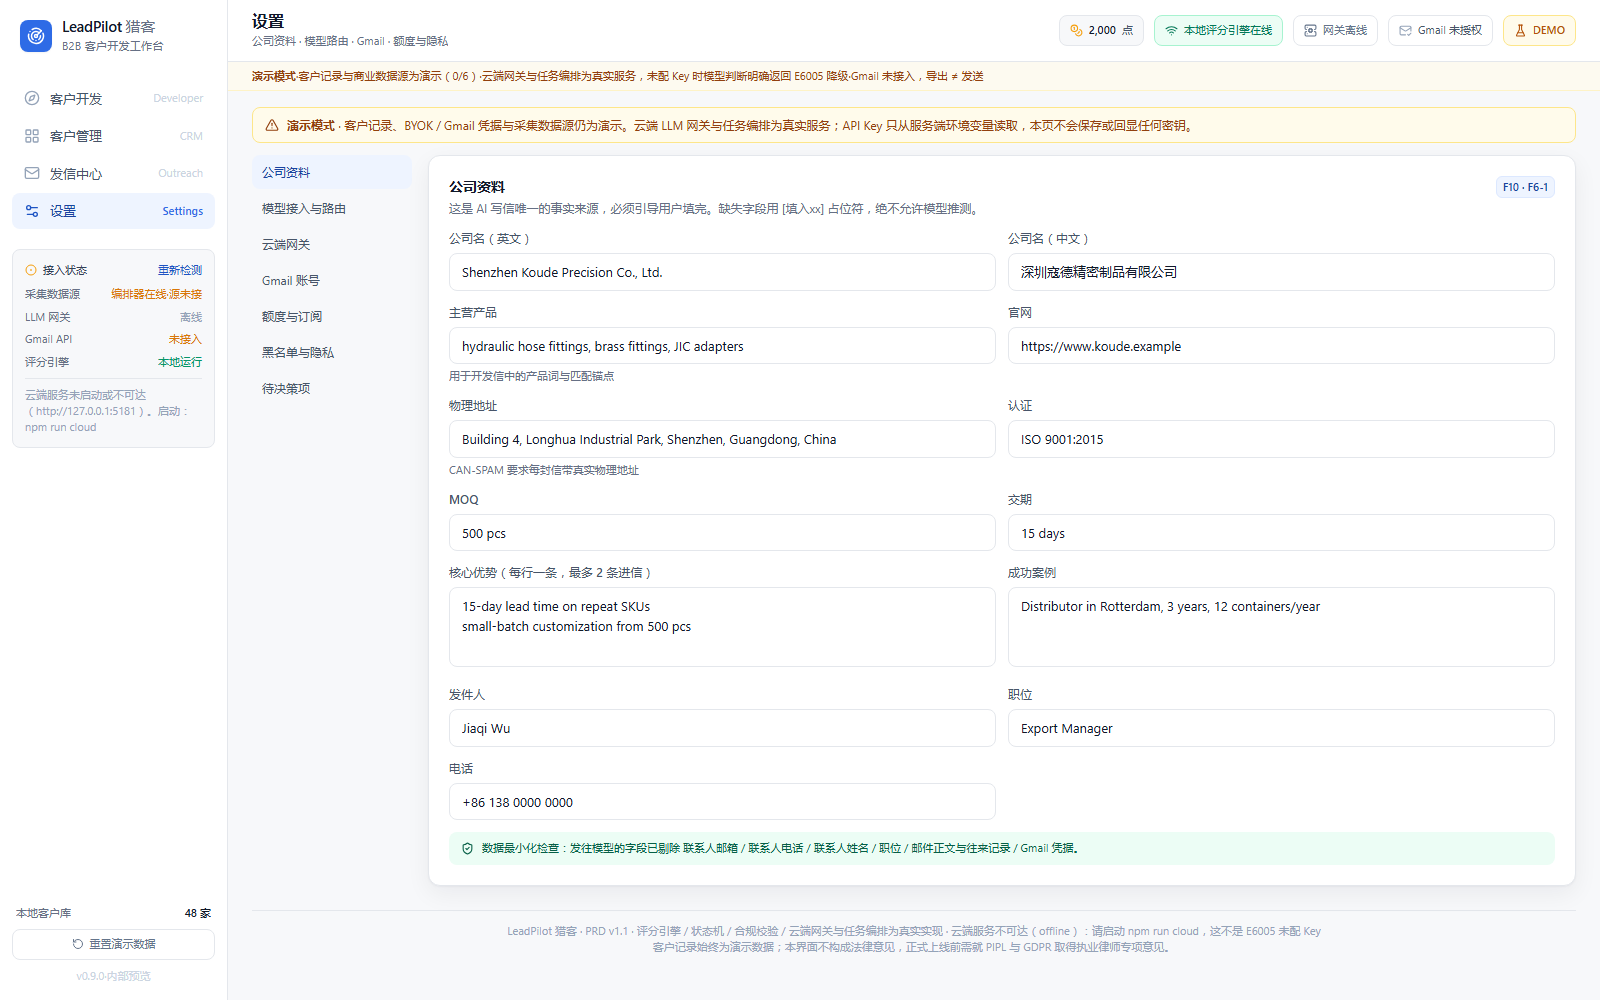 LeadPilot 猎客
B2B 客户开发工作台
客户开发 Developer
客户管理 CRM
发信中心 Outreach
设置 Settings
接入状态 重新检测
采集数据源 编排器在线·源未接
LLM 网关 离线
Gmail API 未接入
评分引擎 本地运行
云端服务未启动或不可达
（http://127.0.0.1:5181）。启动：
npm run cloud
本地客户库 48 家
重置演示数据
v0.9.0·内部预览
设置
公司资料 · 模型路由 · Gmail · 额度与隐私
2,000 点
本地评分引擎在线
网关离线
Gmail 未授权
DEMO
演示模式·客户记录与商业数据源为演示（0/6）·云端网关与任务编排为真实服务，未配 Key 时模型判断明确返回 E6005 降级·Gmail 未接入，导出 ≠ 发送
演示模式 · 客户记录、BYOK / Gmail 凭据与采集数据源仍为演示。云端 LLM 网关与任务编排为真实服务；API Key 只从服务端环境变量读取，本页不会保存或回显任何密钥。
公司资料
模型接入与路由
云端网关
Gmail 账号
额度与订阅
黑名单与隐私
待决策项
公司资料
F10 · F6-1
这是 AI 写信唯一的事实来源，必须引导用户填完。缺失字段用 [填入xx] 占位符，绝不允许模型推测。
公司名（英文） 公司名（中文）
Shenzhen Koude Precision Co., Ltd. 深圳寇德精密制品有限公司
主营产品 官网
hydraulic hose fittings, brass fittings, JIC adapters https://www.koude.example
用于开发信中的产品词与匹配锚点
物理地址 认证
Building 4, Longhua Industrial Park, Shenzhen, Guangdong, China ISO 9001:2015
CAN-SPAM 要求每封信带真实物理地址
MOQ 交期
500 pcs 15 days
核心优势（每行一条，最多 2 条进信） 成功案例
15-day lead time on repeat SKUs Distributor in Rotterdam, 3 years, 12 containers/year
small-batch customization from 500 pcs
发件人 职位
Jiaqi Wu Export Manager
电话
+86 138 0000 0000
数据最小化检查：发往模型的字段已剔除 联系人邮箱 / 联系人电话 / 联系人姓名 / 职位 / 邮件正文与往来记录 / Gmail 凭据。
LeadPilot 猎客 · PRD v1.1 · 评分引擎 / 状态机 / 合规校验 / 云端网关与任务编排为真实实现 · 云端服务不可达（offline）：请启动 npm run cloud，这不是 E6005 未配 Key
客户记录始终为演示数据；本界面不构成法律意见，正式上线前需就 PIPL 与 GDPR 取得执业律师专项意见。